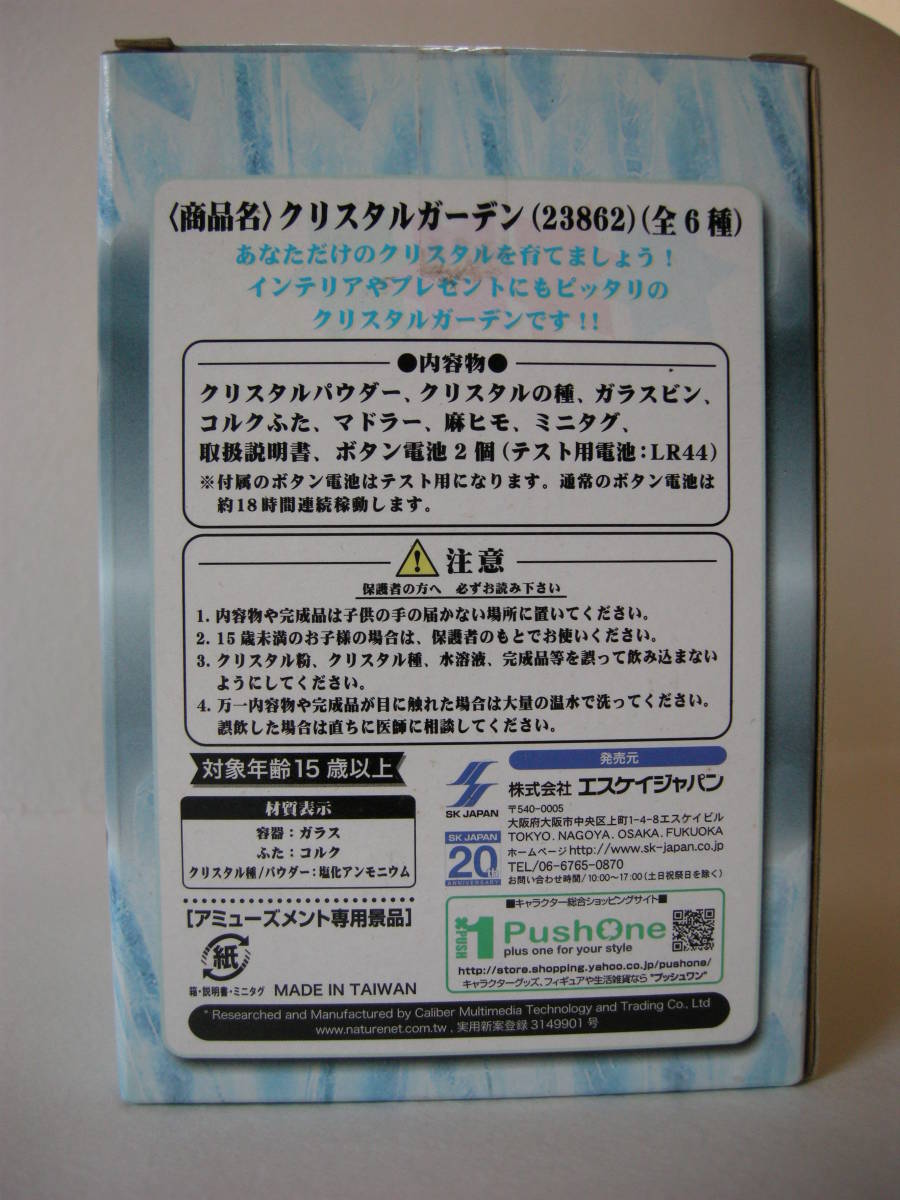 〈商品名〉クリスタルガーデン(23862)(全6種)
あなただけのクリスタルを育てましょう!
インテリアやプレゼントにもピッタリの
クリスタルガーデンです!!
●内容物●
クリスタルパウダー、クリスタルの種、ガラスビン、
コルクふた、マドラー、麻ヒモ、ミニタグ、
取扱説明書、ボタン電池2個(テスト用電池:LR44)
※付属のボタン電池はテスト用になります。通常のボタン電池は
約18時間連続稼動します。
注意
保護者の方へ 必ずお読み下さい
1. 内容物や完成品は子供の手の届かない場所に置いてください。
2. 15歳未満のお子様の場合は、保護者のもとでお使いください。
3. クリスタル粉、クリスタル種、水溶液、完成品等を誤って飲み込まない
ようにしてください。
4. 万一内容物や完成品が目に触れた場合は大量の温水で洗ってください。
誤飲した場合は直ちに医師に相談してください。
対象年齢15歳以上
材質表示
容器:ガラス
ふた:コルク
クリスタル種/パウダー:塩化アンモニウム
[アミューズメント専用景品]
紙
箱・説明書・ミニタグ MADE IN TAIWAN
発売元
SK JAPAN
株式会社 エスケイジャパン
〒540-0005
大阪府大阪市中央区上町1-4-8エスケイビル
TOKYO. NAGOYA. OSAKA. FUKUOKA
ホームページhttp://www.sk-japan.co.jp
TEL/06-6765-0870
お問い合わせ時間/10:00~17:00(土日祝祭日を除く)
SK JAPAN
20th
ANNIVERSARY
■キャラクター総合ショッピングサイト■
PUSH
1
PushOne
plus one for your style
http://store.shopping.yahoo.co.jp/pushone/
キャラクターグッズ、フィギュアや生活雑貨なら "プッシュワン"
* Researched and Manufactured by Caliber Multimedia Technology and Trading Co., Ltd
www.naturenet.com.tw , 実用新案登録 3149901 号